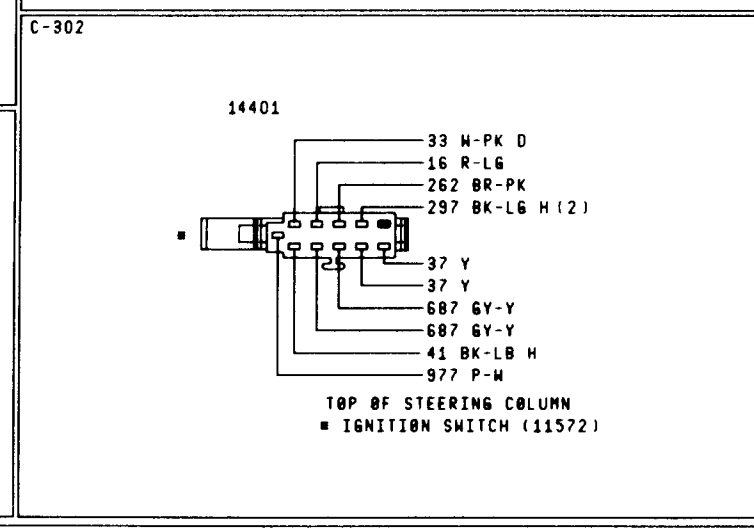 C-302
14401
33 W-PK D
16 R-LG
262 BR-PK
297 BK-LG H(2)
37 Y
37 Y
687 GY-Y
687 GY-Y
41 BK-LB H
977 P-W
TOP OF STEERING COLUMN
■ IGNITION SWITCH (11572)